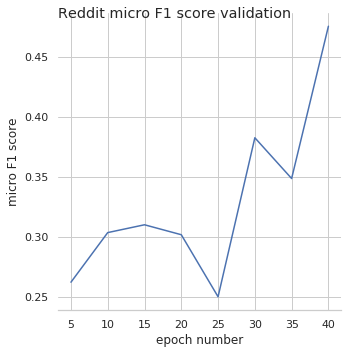 Reddit micro F1 score validation
0.45
0.40
0.35
0.30
0.25
micro F1 score
5 10 15 20 25 30 35 40
epoch number